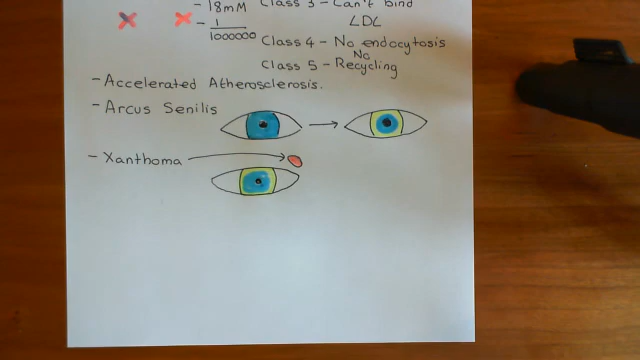 - 18mM
- 1/1000000
Class 3 - Can't bind
LDL
Class 4 - No endocytosis
No
Class 5 - Recycling
- Accelerated Atherosclerosis.
- Arcus Senilis
- Xanthoma